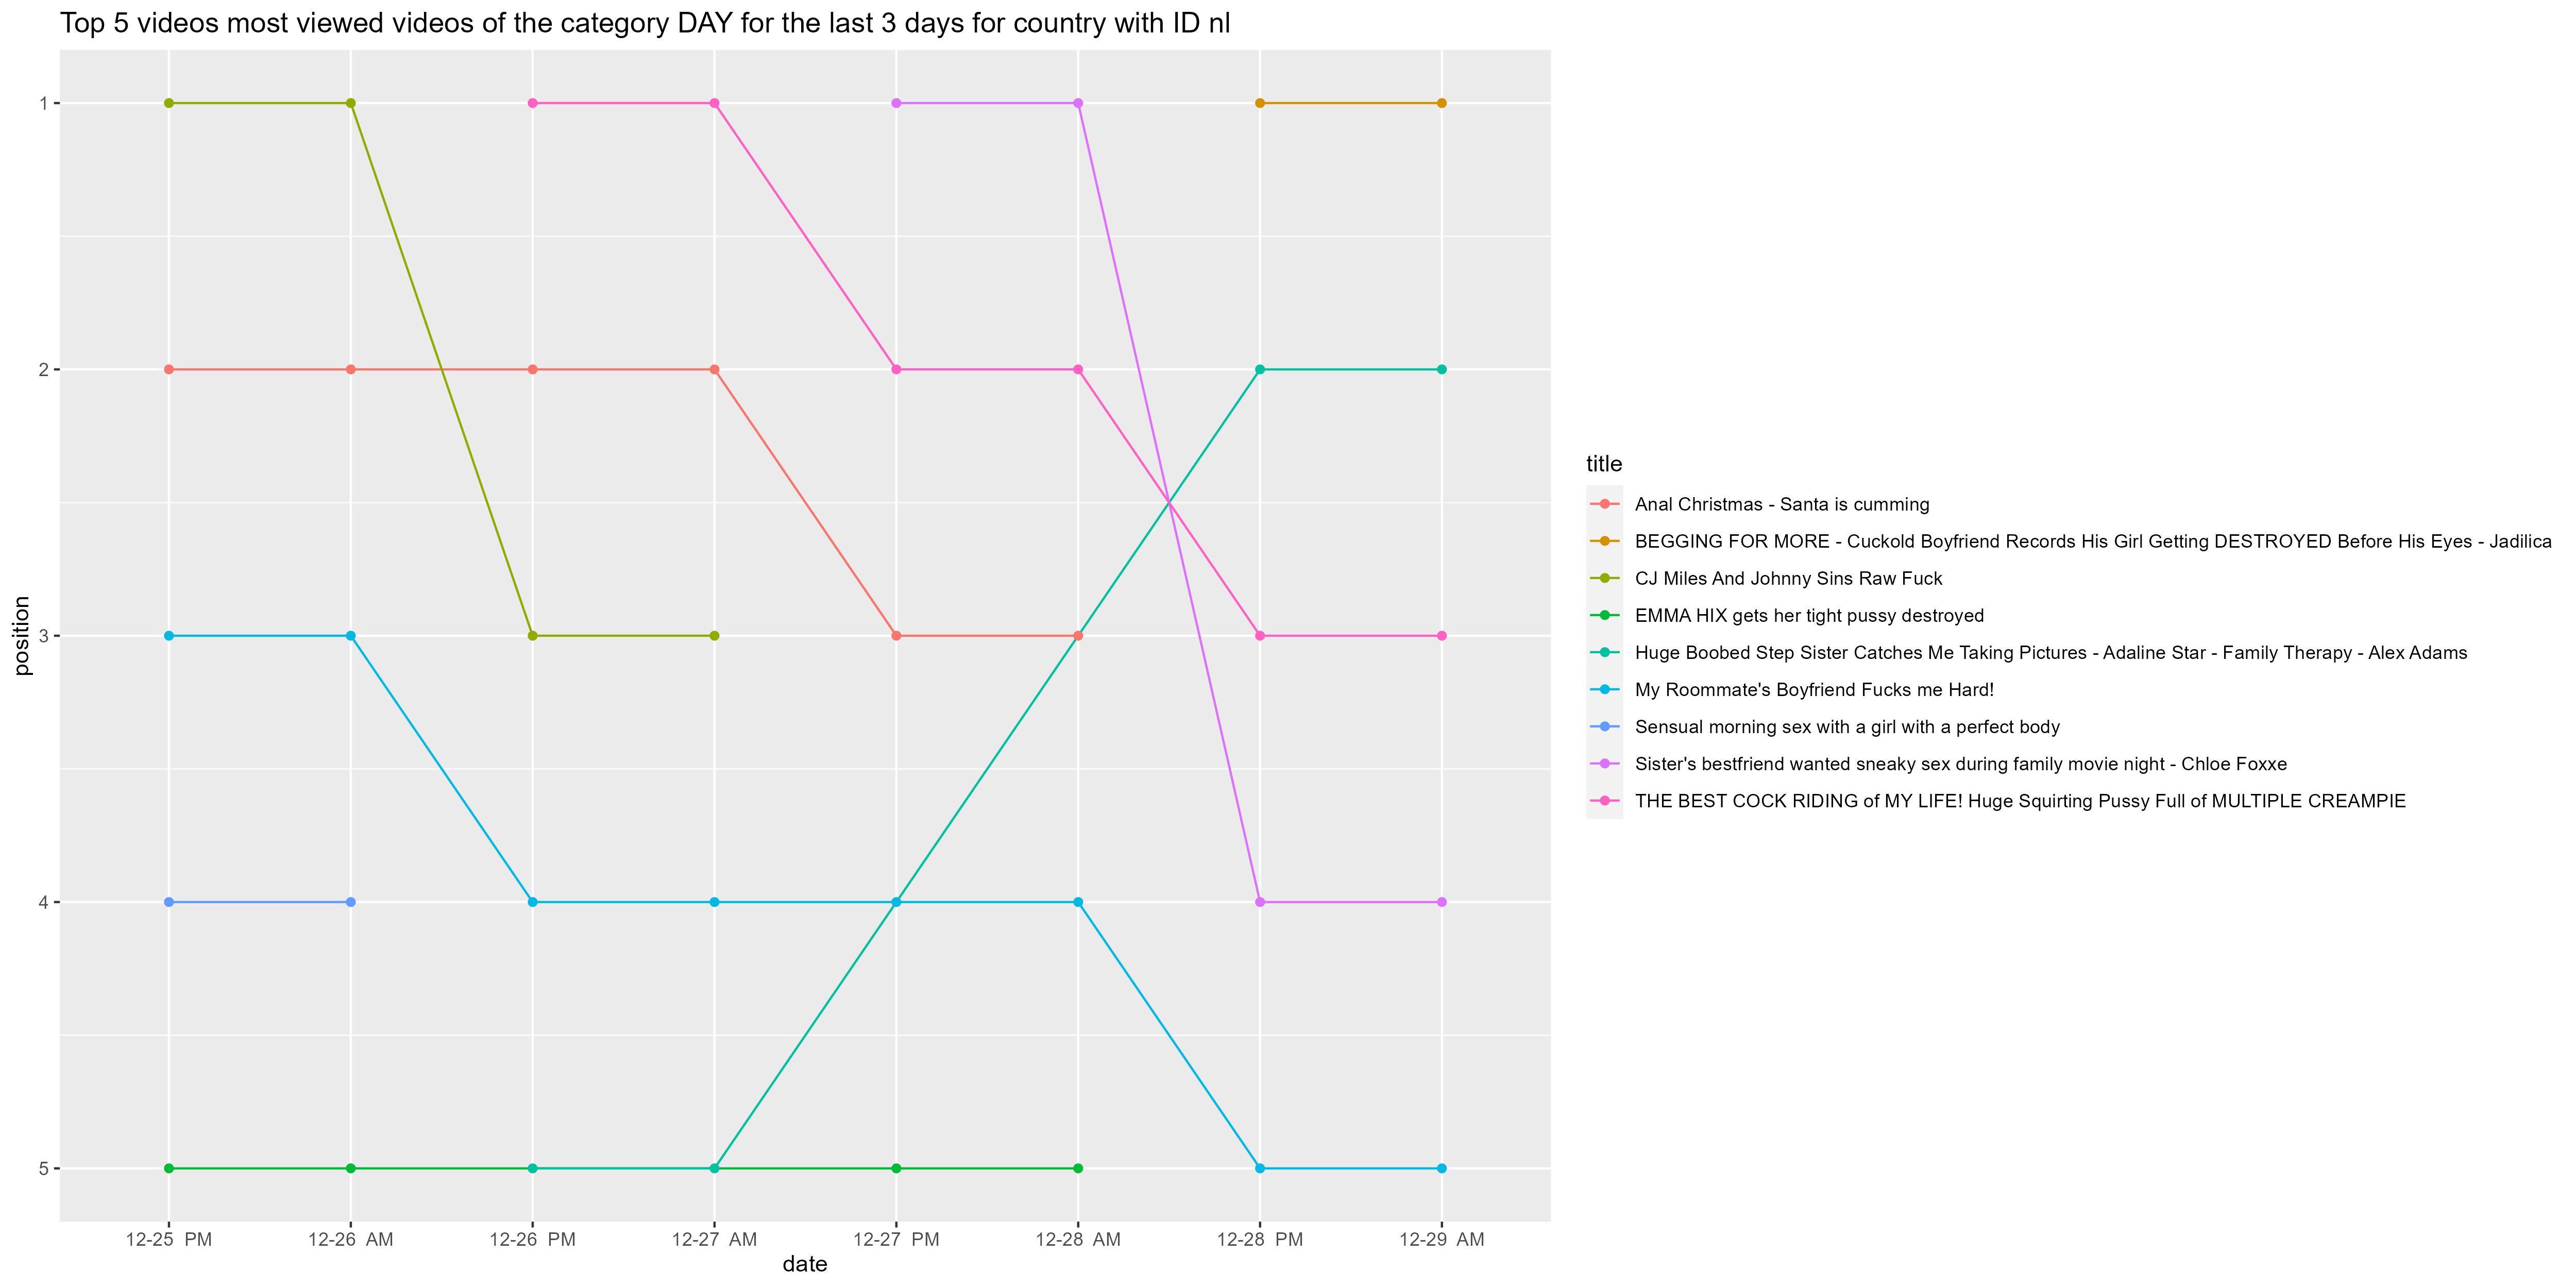 Top 5 videos most viewed videos of the category DAY for the last 3 days for country with ID nl
1
2
3
4
5
position
12-25 PM
12-26 AM
12-26 PM
12-27 AM
12-27 PM
12-28 AM
12-28 PM
12-29 AM
date
title
Anal Christmas - Santa is cumming
BEGGING FOR MORE - Cuckold Boyfriend Records His Girl Getting DESTROYED Before His Eyes - Jadilica
CJ Miles And Johnny Sins Raw Fuck
EMMA HIX gets her tight pussy destroyed
Huge Boobed Step Sister Catches Me Taking Pictures - Adaline Star - Family Therapy - Alex Adams
My Roommate's Boyfriend Fucks me Hard!
Sensual morning sex with a girl with a perfect body
Sister's bestfriend wanted sneaky sex during family movie night - Chloe Foxxe
THE BEST COCK RIDING of MY LIFE! Huge Squirting Pussy Full of MULTIPLE CREAMPIE